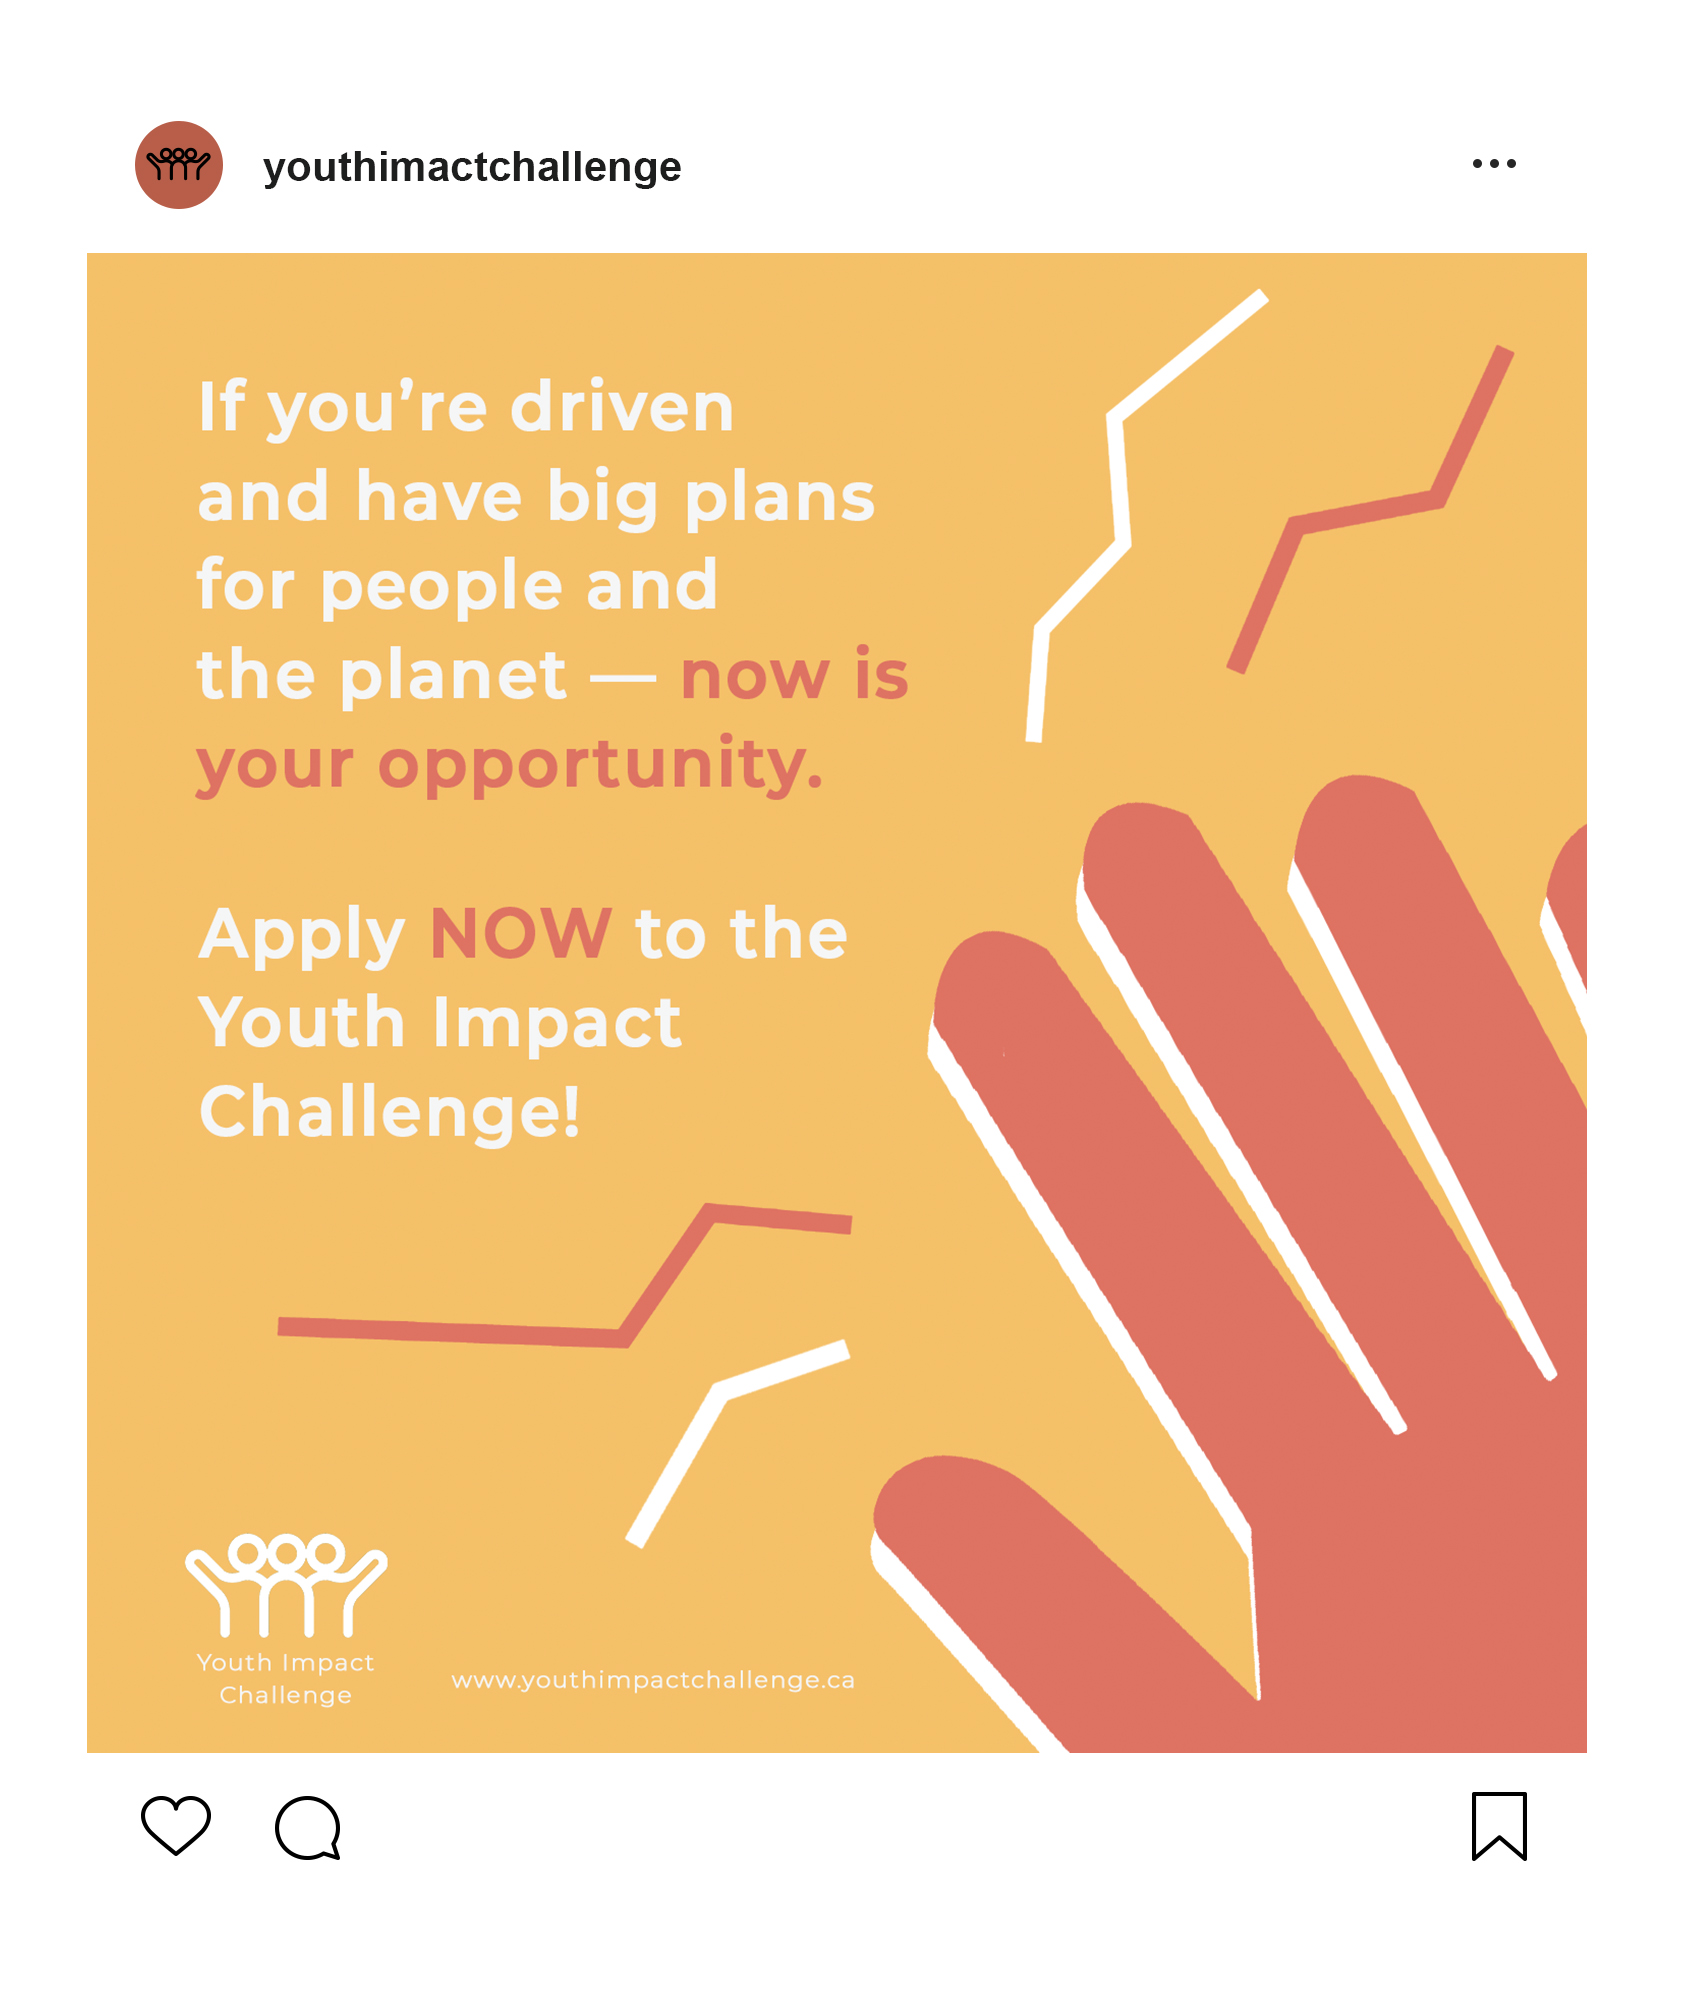 youthimactchallenge
If you’re driven
and have big plans
for people and
the planet — now is
your opportunity.
Apply NOW to the
Youth Impact
Challenge!
Youth Impact
Challenge
www.youthimpactchallenge.ca